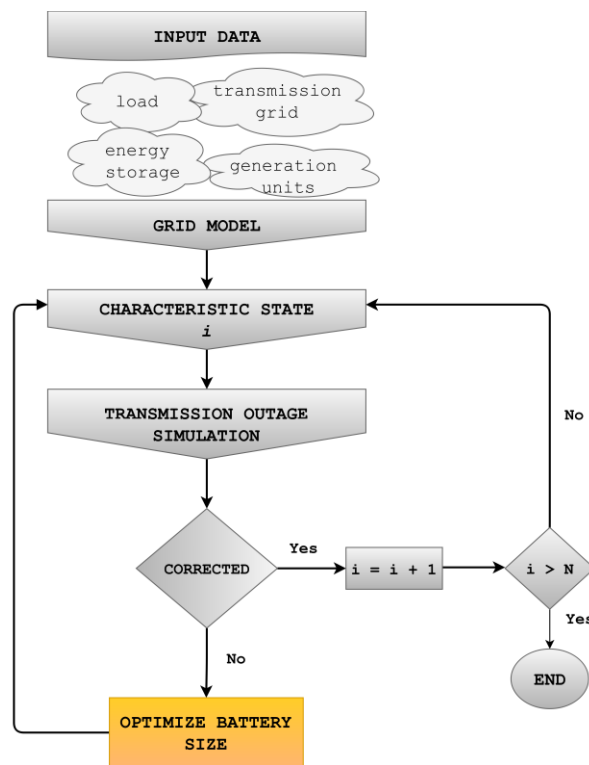 INPUT DATA
load
transmission
grid
energy
storage
generation
units
GRID MODEL
CHARACTERISTIC STATE
i
TRANSMISSION OUTAGE
SIMULATION
No
CORRECTED
Yes
i = i + 1
i > N
Yes
No
END
OPTIMIZE BATTERY
SIZE